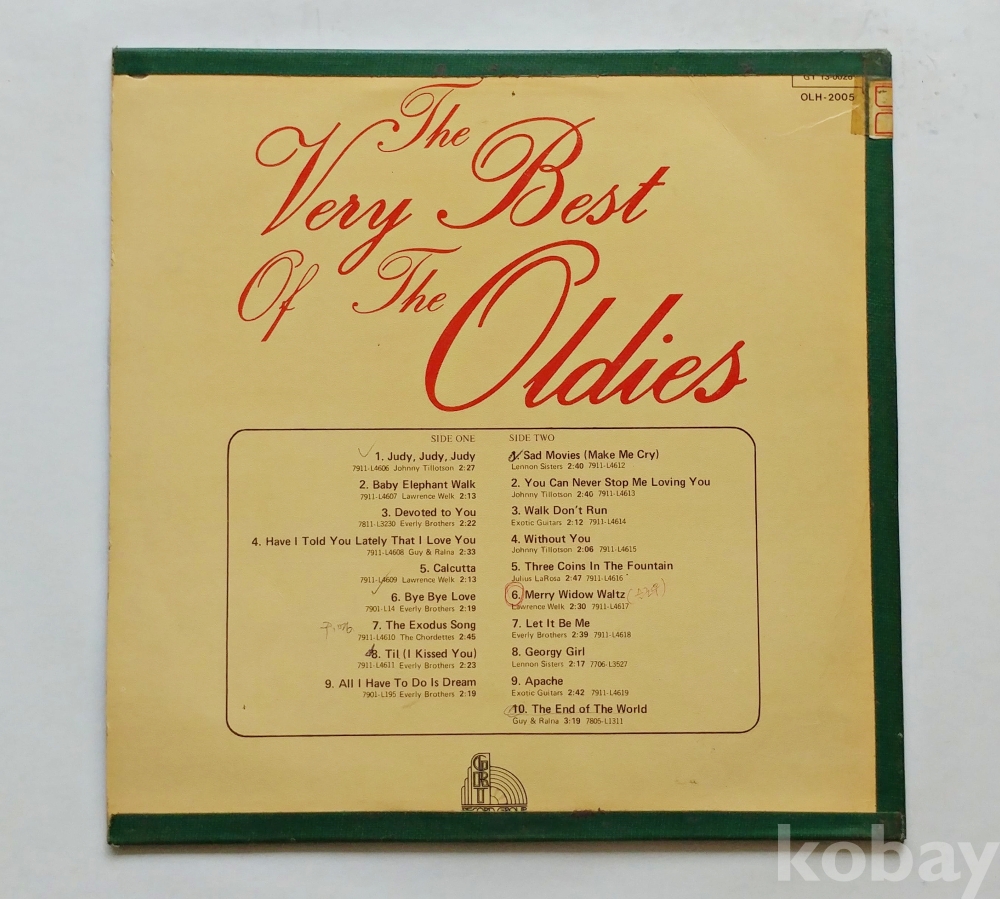 OLH-2005
The
Very Best
Of The
Oldies
SIDE ONE
1. Judy, Judy, Judy
7911-L4606 Johnny Tillotson 2:27
2. Baby Elephant Walk
7911-L4607 Lawrence Welk 2:13
3. Devoted to You
7811-L3230 Everly Brothers 2:22
4. Have I Told You Lately That I Love You
7911-L4608 Guy & Ralna 2:33
5. Calcutta
7911-L4609 Lawrence Welk 2:13
6. Bye Bye Love
7901-L14 Everly Brothers 2:19
7. The Exodus Song
7911-L4610 The Chordettes 2:45
8. Til (I Kissed You)
7911-L4611 Everly Brothers 2:23
9. All I Have To Do Is Dream
7901-L195 Everly Brothers 2:19
SIDE TWO
1. Sad Movies (Make Me Cry)
Lennon Sisters 2:40 7911-L4612
2. You Can Never Stop Me Loving You
Johnny Tillotson 2:40 7911-L4613
3. Walk Don't Run
Exotic Guitars 2:12 7911-L4614
4. Without You
Johnny Tillotson 2:06 7911-L4615
5. Three Coins In The Fountain
Julius LaRosa 2:47 7911-L4616
6. Merry Widow Waltz
Lawrence Welk 2:30 7911-L4617
7. Let It Be Me
Everly Brothers 2:39 7911-L4618
8. Georgy Girl
Lennon Sisters 2:17 7706-L3527
9. Apache
Exotic Guitars 2:42 7911-L4619
10. The End of The World
Guy & Ralna 3:19 7805-L1311
GRT
RECORD GROUP
kobay